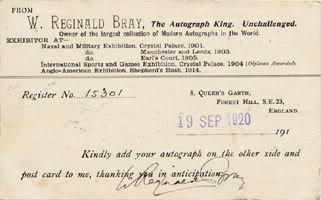 FROM
W. REGINALD BRAY, The Autograph King. Unchallenged.
Owner of the largest collection of Modern Autographs in the World.
EXHIBITOR AT—
Naval and Military Exhibition, Crystal Palace, 1901.
do. Manchester and Leeds, 1903.
do. Earl's Court, 1905.
International Sports and Games Exhibition, Crystal Palace, 1904 (Diploma Awarded).
Anglo-American Exhibition, Shepherd's Bush, 1914.
Register No. 15301
8, QUEEN'S GARTH,
FOREST HILL, S.E. 23,
ENGLAND.
19 SEP 1920
191
Kindly add your autograph on the other side and
post card to me, thanking you in anticipation.
W. Reginald Bray